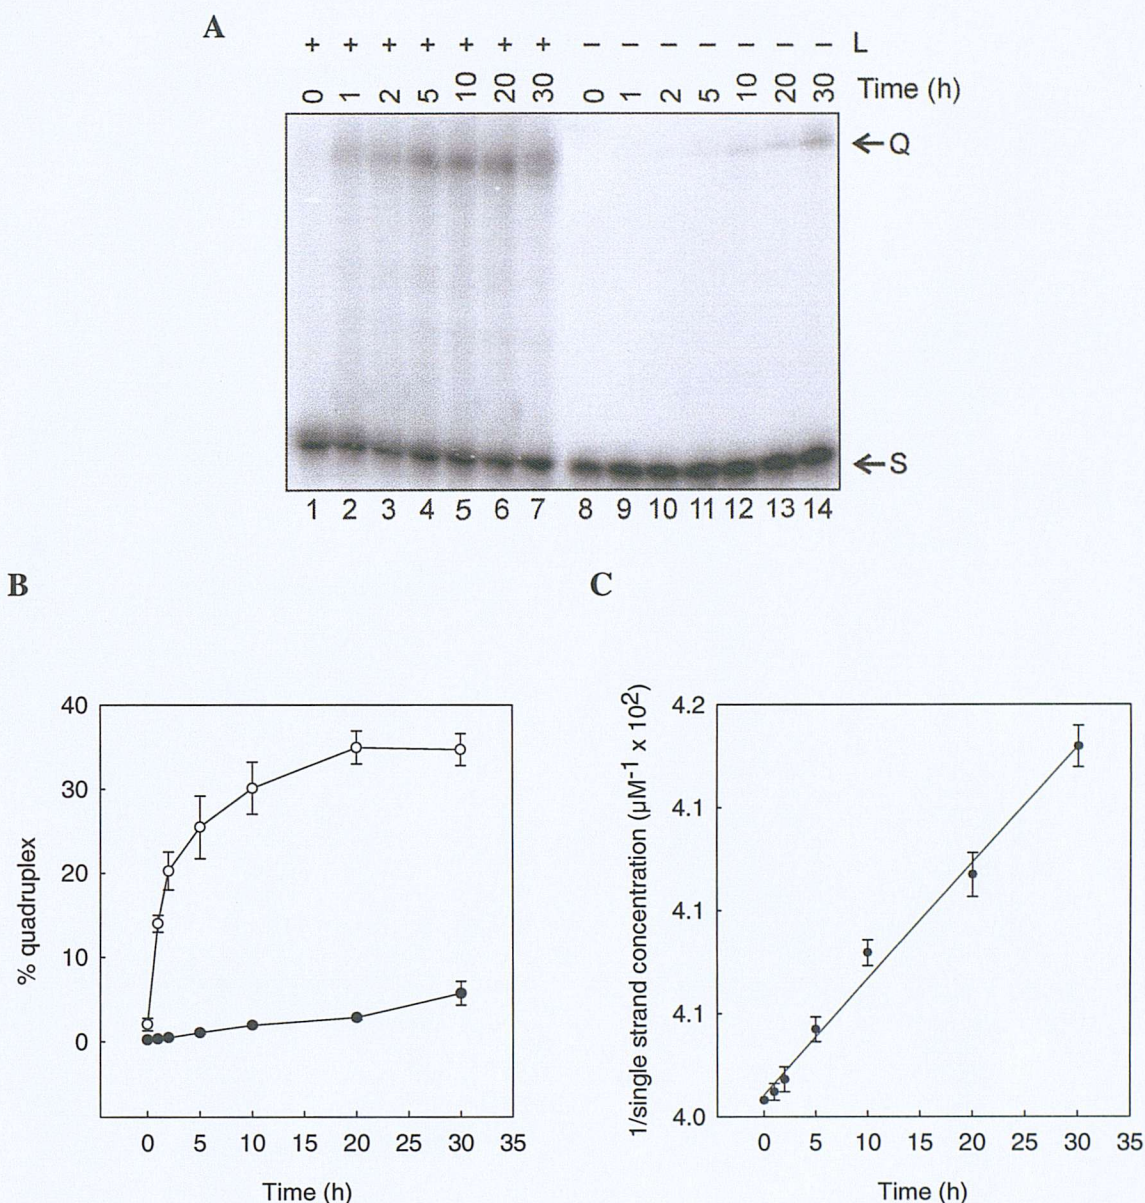 A
+ + + + + + + – – – – – – – L
0 1 2 5 10 20 30 0 1 2 5 10 20 30 Time (h)
←Q
←S
1 2 3 4 5 6 7 8 9 10 11 12 13 14
B
C
% quadruplex
40
30
20
10
0
0 5 10 15 20 25 30 35
Time (h)
1/single strand concentration (µM⁻¹ x 10²)
4.2
4.1
4.1
4.1
4.0
0 5 10 15 20 25 30 35
Time (h)